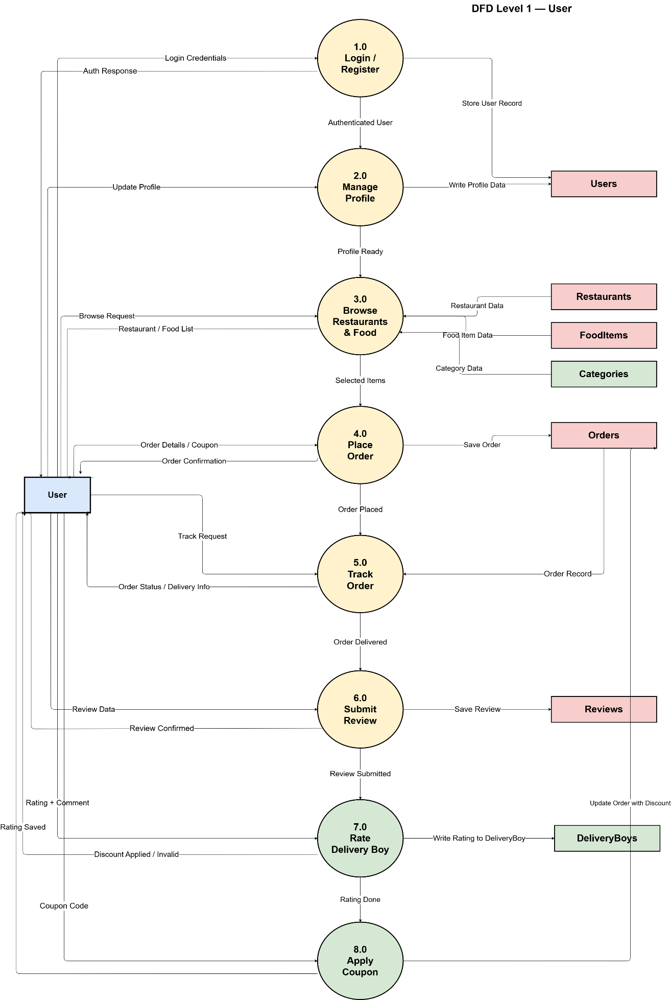 DFD Level 1 — User
1.0
Login /
Register
Login Credentials
Auth Response
Store User Record
Authenticated User
2.0
Manage
Profile
Update Profile
Write Profile Data
Users
Profile Ready
3.0
Browse
Restaurants
& Food
Browse Request
Restaurant / Food List
Restaurant Data
Restaurants
Food Item Data
FoodItems
Category Data
Categories
Selected Items
4.0
Place
Order
Order Details / Coupon
Order Confirmation
Save Order
Orders
User
Order Placed
Track Request
5.0
Track
Order
Order Record
Order Status / Delivery Info
Order Delivered
6.0
Submit
Review
Review Data
Review Confirmed
Save Review
Reviews
Review Submitted
Rating + Comment
Update Order with Discount
Rating Saved
7.0
Rate
Delivery Boy
Write Rating to DeliveryBoy
DeliveryBoys
Discount Applied / Invalid
Rating Done
Coupon Code
8.0
Apply
Coupon